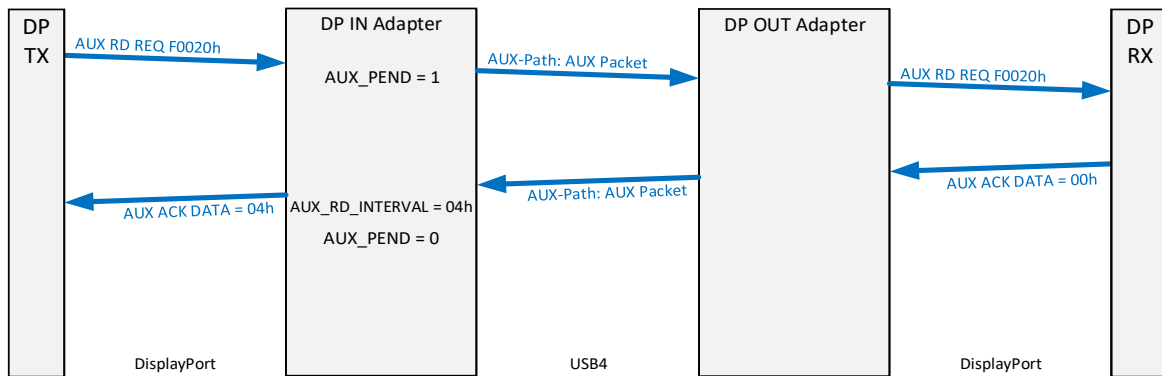 DP
TX
DP IN Adapter
DP OUT Adapter
DP
RX
AUX RD REQ F0020h
AUX_PEND = 1
AUX-Path: AUX Packet
AUX RD REQ F0020h
AUX ACK DATA = 00h
AUX-Path: AUX Packet
AUX_RD_INTERVAL = 04h
AUX ACK DATA = 04h
AUX_PEND = 0
DisplayPort
USB4
DisplayPort